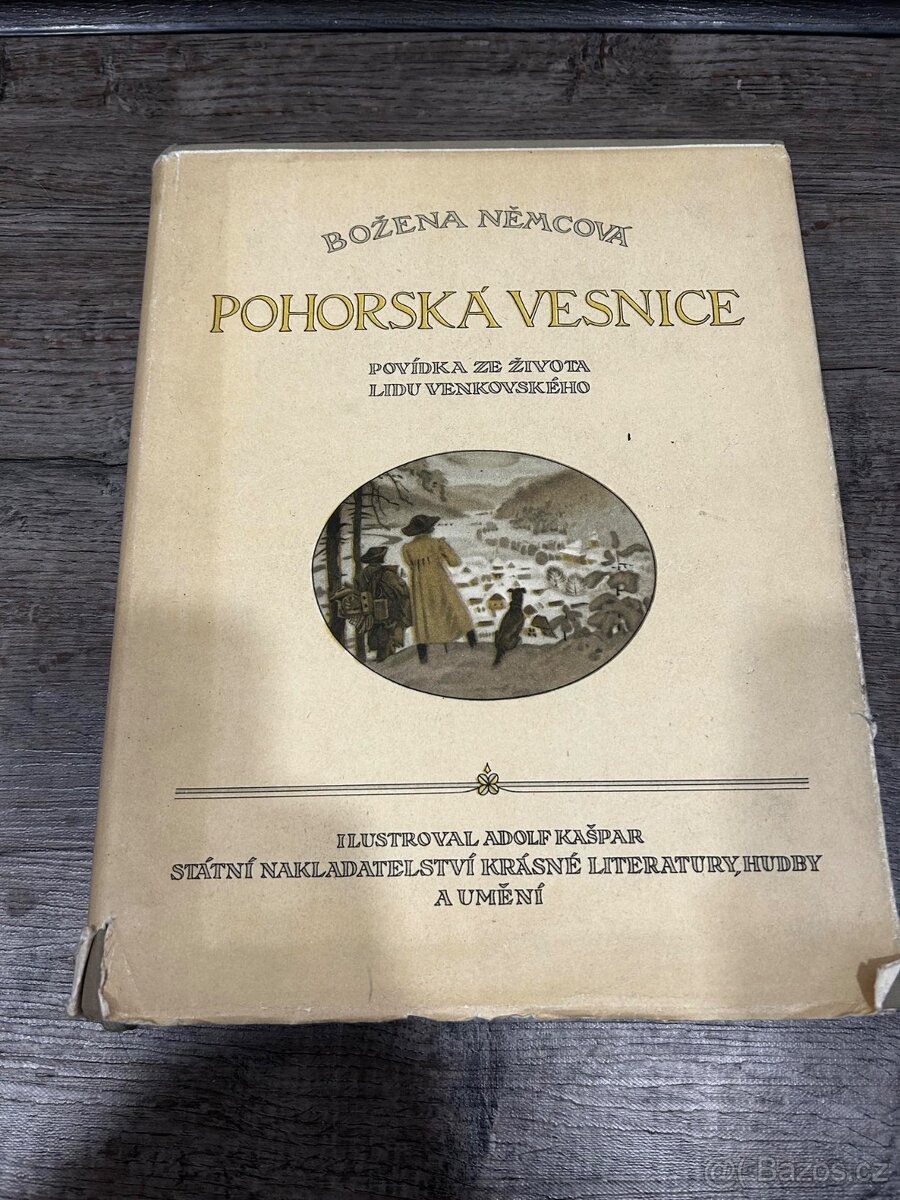 BOŽENA NĚMCOVÁ
POHORSKÁ VESNICE
POVÍDKA ZE ŽIVOTA
LIDU VENKOVSKÉHO
ILUSTROVAL ADOLF KAŠPAR
STÁTNÍ NAKLADATELSTVÍ KRÁSNÉ LITERATURY, HUDBY
A UMĚNÍ
@ Bazos.cz